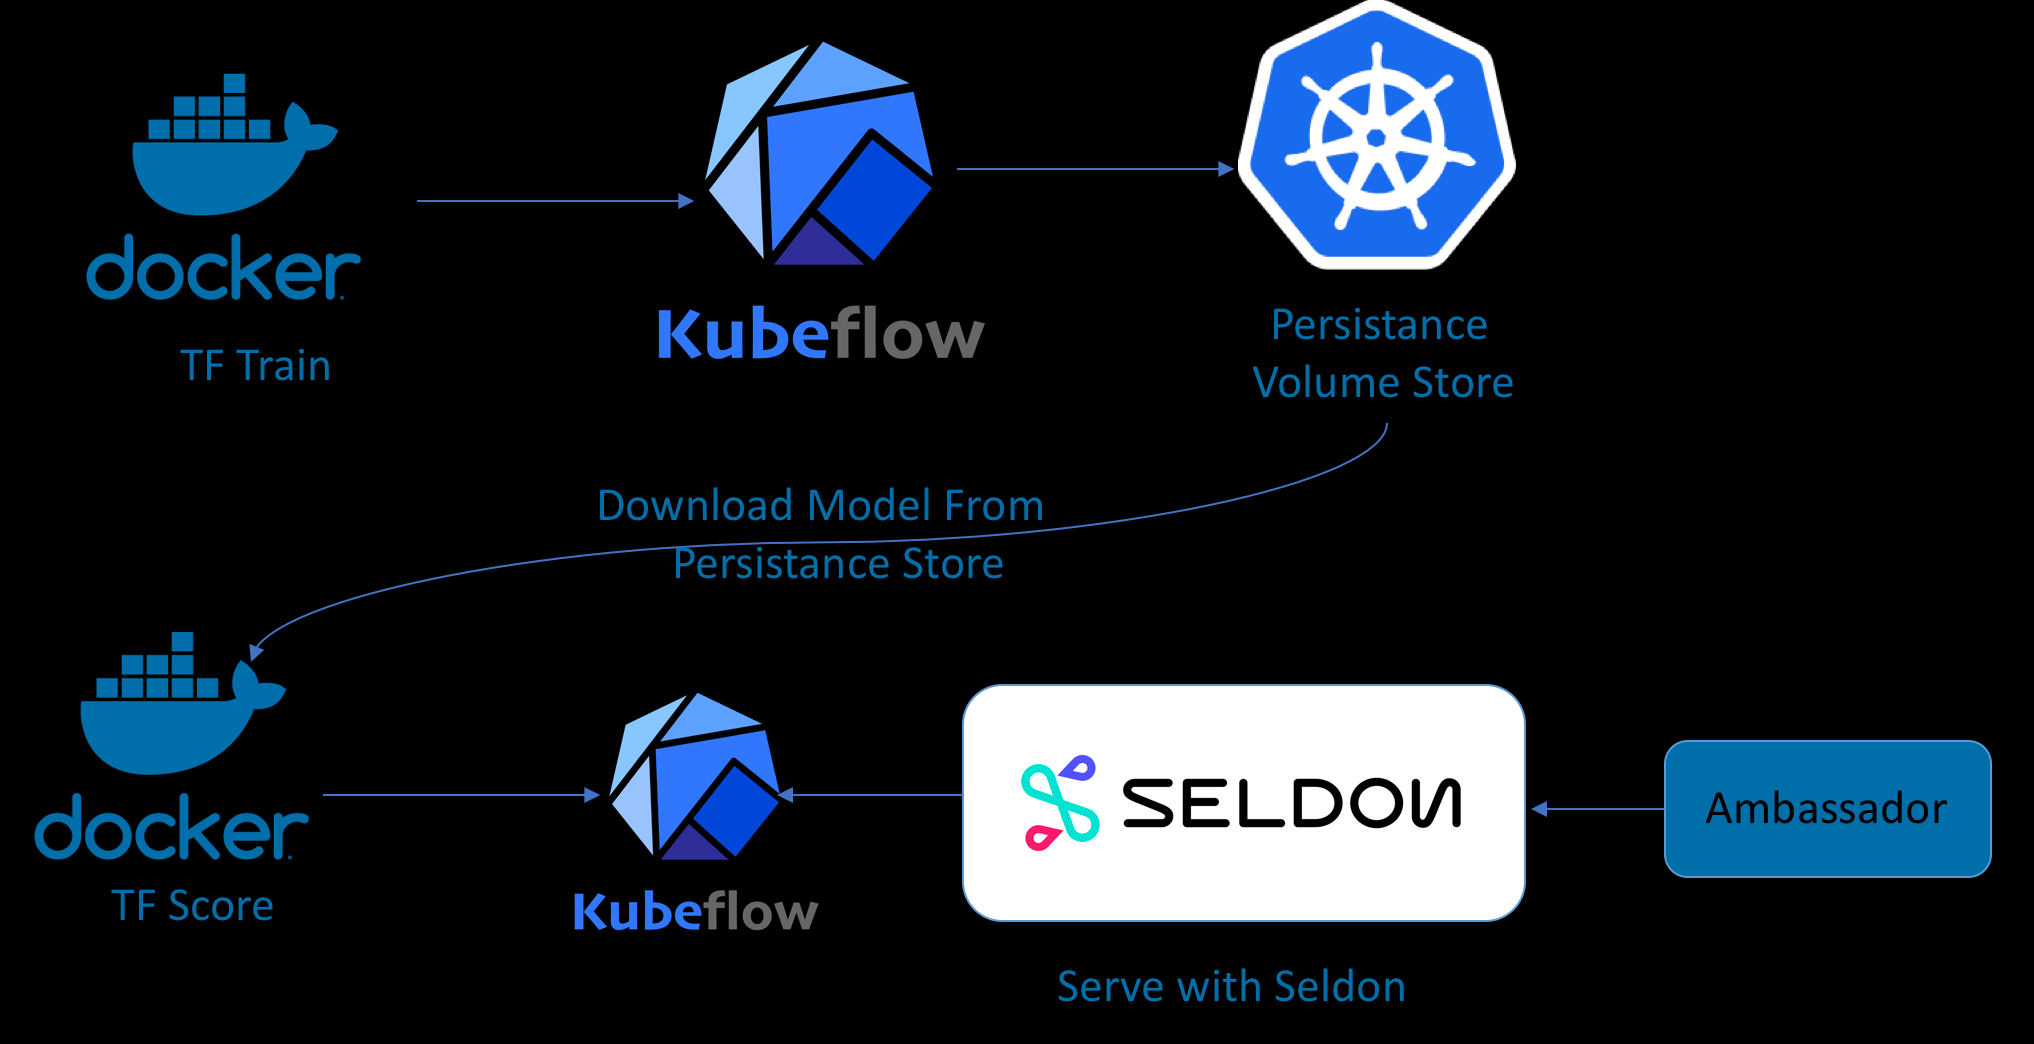 docker
TF Train
Kubeflow
Persistance
Volume Store
Download Model From
Persistance Store
docker
TF Score
Kubeflow
SELDON
Ambassador
Serve with Seldon